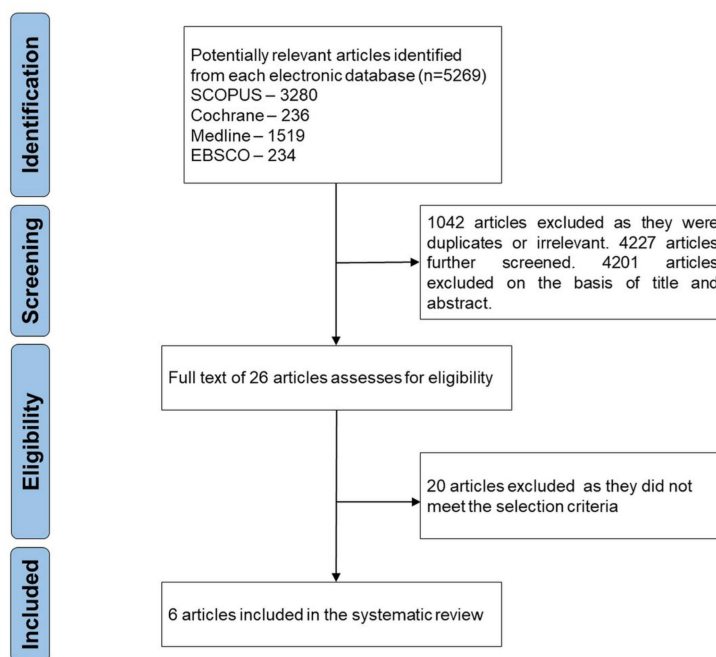 Identification
Potentially relevant articles identified
from each electronic database (n=5269)
SCOPUS – 3280
Cochrane – 236
Medline – 1519
EBSCO – 234
Screening
1042 articles excluded as they were
duplicates or irrelevant. 4227 articles
further screened. 4201 articles
excluded on the basis of title and
abstract.
Eligibility
Full text of 26 articles assesses for eligibility
20 articles excluded as they did not
meet the selection criteria
Included
6 articles included in the systematic review